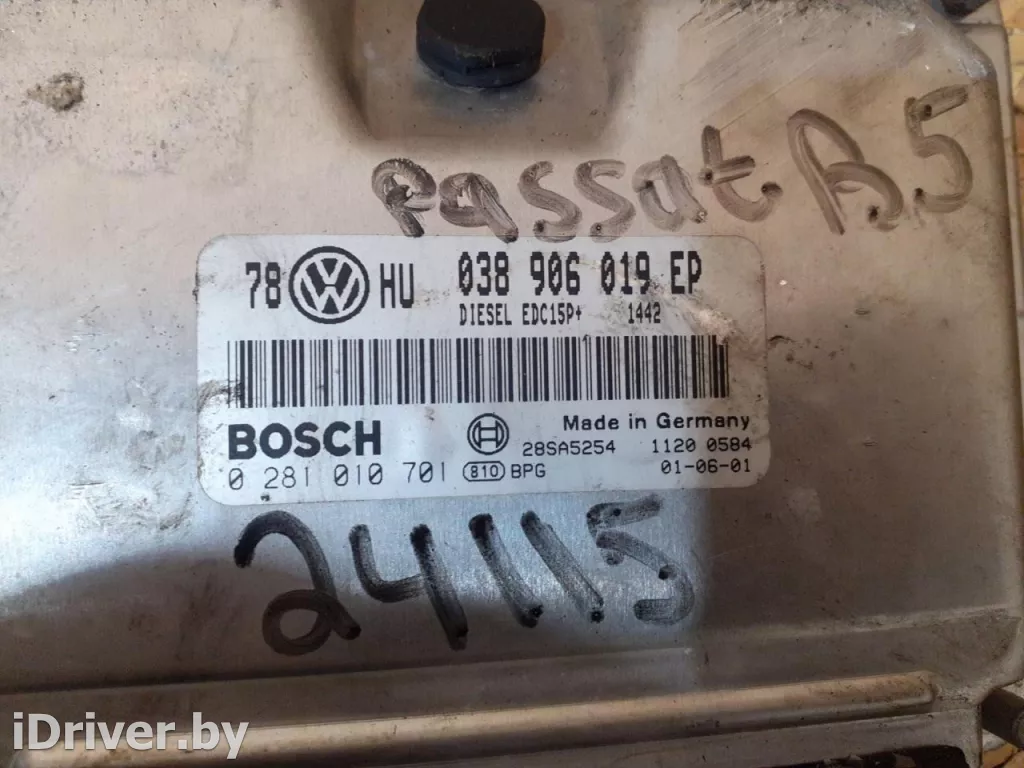 Passat B5
78 VW HU 038 906 019 EP
DIESEL EDC15P+ 1442
BOSCH Made in Germany
28SA5254 1120 0584
0 281 010 701 810 BPG 01-06-01
24115
iDriver.by